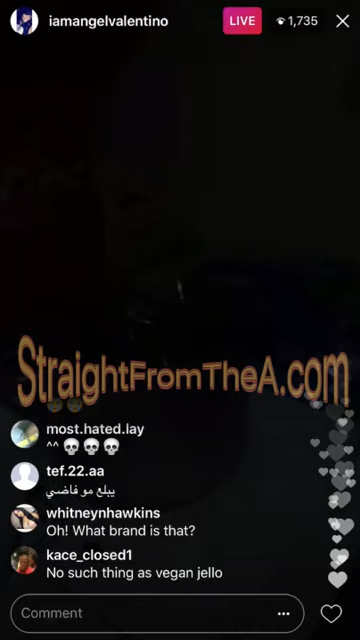 iamangelvalentino
LIVE
1,735
StraightFromTheA.com
most.hated.lay
^^ 💀💀💀
tef.22.aa
يبلع مو فاضي
whitneynhawkins
Oh! What brand is that?
kace_closed1
No such thing as vegan jello
Comment